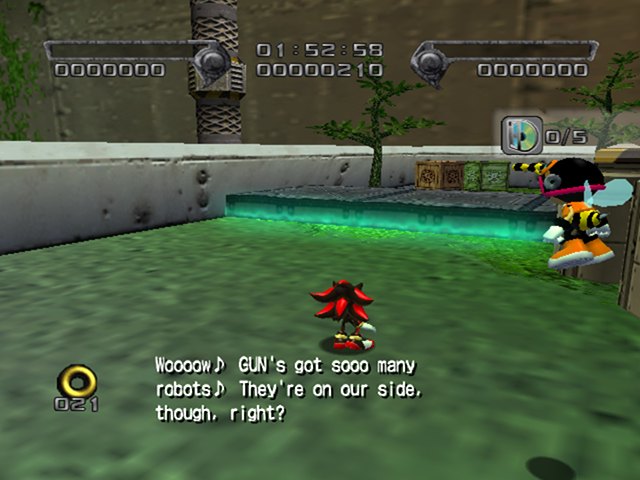 01:52:58
0000000 00000210 0000000
0/5
021
Woooow♪ GUN's got sooo many
robots♪ They're on our side,
though, right?